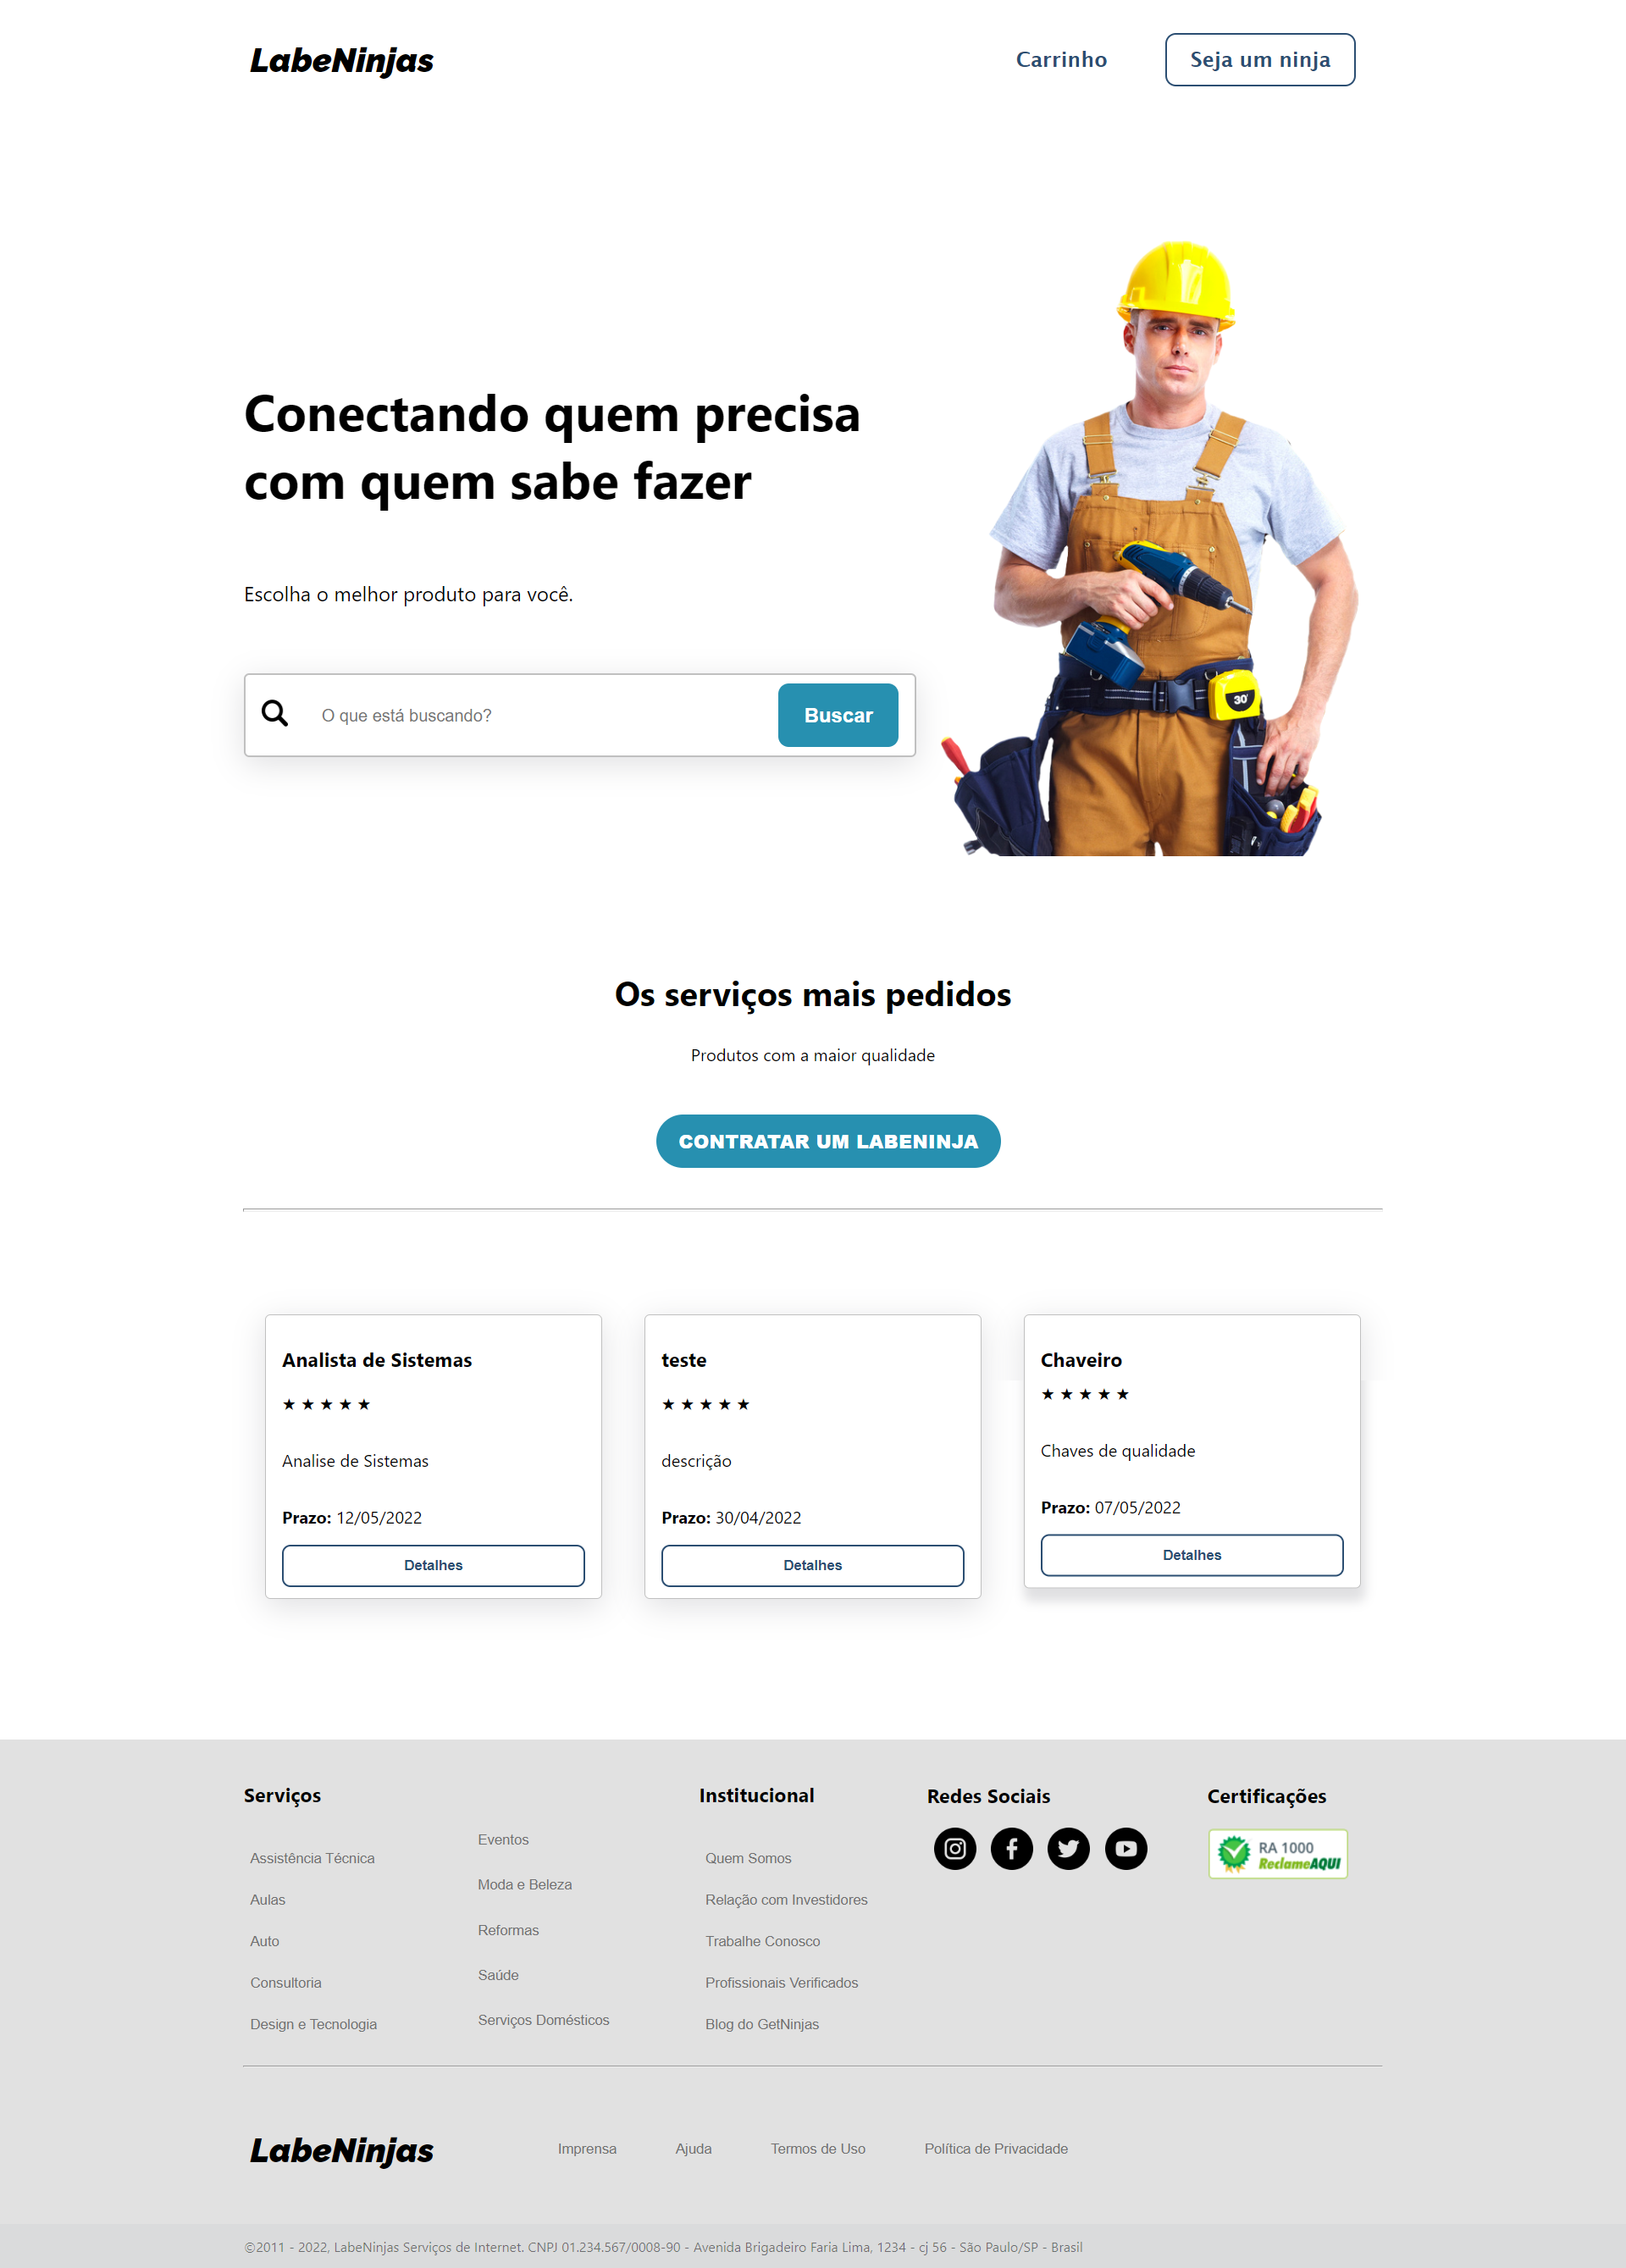 LabeNinjas
Carrinho
Seja um ninja
Conectando quem precisa
com quem sabe fazer
Escolha o melhor produto para você.
O que está buscando?
Buscar
30'
Os serviços mais pedidos
Produtos com a maior qualidade
CONTRATAR UM LABENINJA
Analista de Sistemas
★ ★ ★ ★ ★
Analise de Sistemas
Prazo: 12/05/2022
Detalhes
teste
★ ★ ★ ★ ★
descrição
Prazo: 30/04/2022
Detalhes
Chaveiro
★ ★ ★ ★ ★
Chaves de qualidade
Prazo: 07/05/2022
Detalhes
Serviços
Assistência Técnica
Aulas
Auto
Consultoria
Design e Tecnologia
Eventos
Moda e Beleza
Reformas
Saúde
Serviços Domésticos
Institucional
Quem Somos
Relação com Investidores
Trabalhe Conosco
Profissionais Verificados
Blog do GetNinjas
Redes Sociais
Certificações
RA 1000
ReclameAQUI
LabeNinjas
Imprensa
Ajuda
Termos de Uso
Política de Privacidade
©2011 - 2022, LabeNinjas Serviços de Internet. CNPJ 01.234.567/0008-90 - Avenida Brigadeiro Faria Lima, 1234 - cj 56 - São Paulo/SP - Brasil